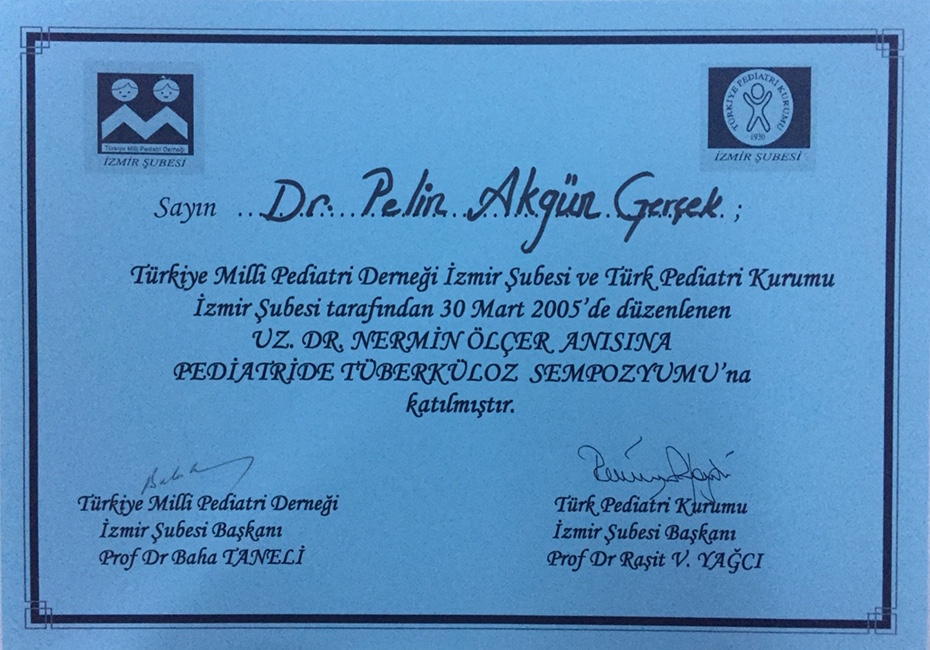 Türkiye Milli Pediatri Derneği
İZMİR ŞUBESİ
TÜRKİYE PEDİATRİ KURUMU
1930
İZMİR ŞUBESİ
Sayın ... Dr. Pelin Akgün Gerçek ;
Türkiye Milli Pediatri Derneği İzmir Şubesi ve Türk Pediatri Kurumu
İzmir Şubesi tarafından 30 Mart 2005'de düzenlenen
UZ. DR. NERMİN ÖLÇER ANISINA
PEDİATRİDE TÜBERKÜLOZ SEMPOZYUMU'na
katılmıştır.
Türkiye Milli Pediatri Derneği
İzmir Şubesi Başkanı
Prof Dr Baha TANELİ
Türk Pediatri Kurumu
İzmir Şubesi Başkanı
Prof Dr Raşit V. YAĞCI